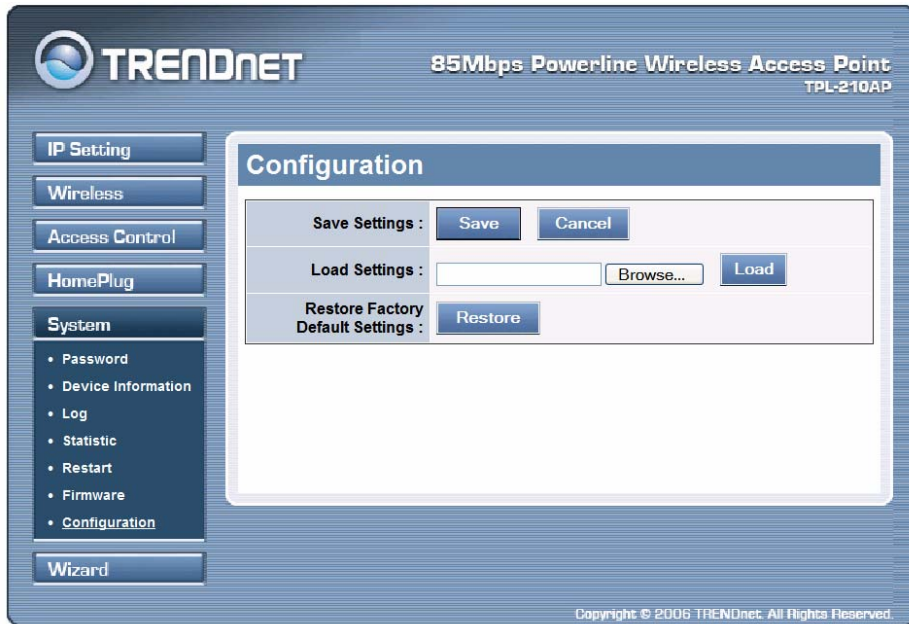 TRENDNET
85Mbps Powerline Wireless Access Point
TPL-210AP
IP Setting
Wireless
Access Control
HomePlug
System
• Password
• Device Information
• Log
• Statistic
• Restart
• Firmware
• Configuration
Wizard
Configuration
Save Settings : Save Cancel
Load Settings : Browse... Load
Restore Factory
Default Settings : Restore
Copyright © 2006 TRENDnet. All Rights Reserved.